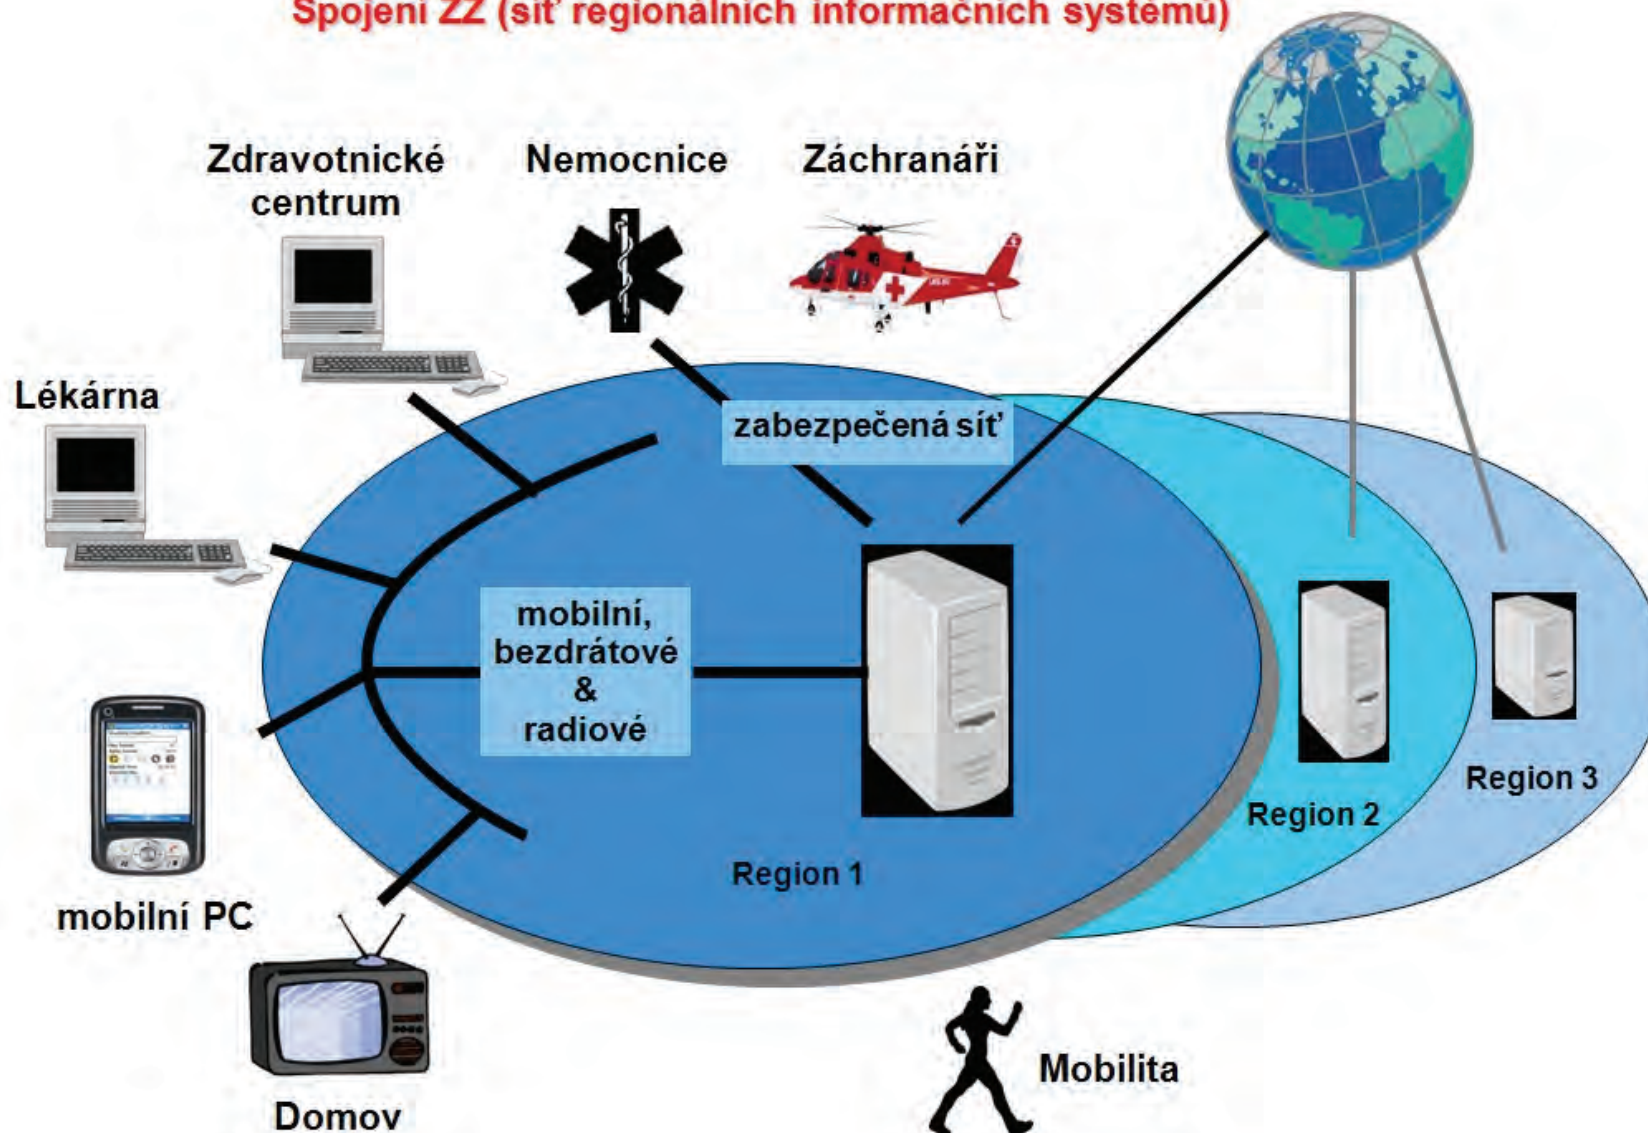 Spojení ZZ (síť regionálních informačních systémů)
Zdravotnické
centrum
Nemocnice
Záchranáři
Lékárna
zabezpečená síť
mobilní,
bezdrátové
&
radiové
Region 1
Region 2
Region 3
mobilní PC
Domov
Mobilita